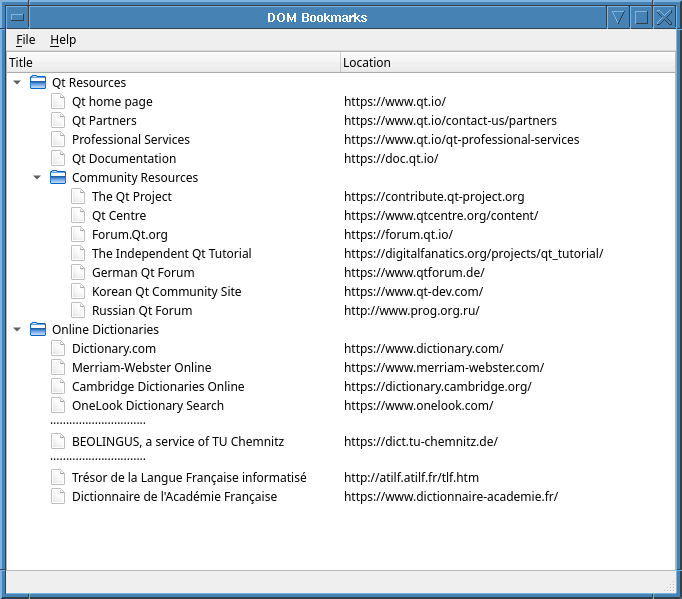 DOM Bookmarks
File Help
Title Location
Qt Resources
Qt home page https://www.qt.io/
Qt Partners https://www.qt.io/contact-us/partners
Professional Services https://www.qt.io/qt-professional-services
Qt Documentation https://doc.qt.io/
Community Resources
The Qt Project https://contribute.qt-project.org
Qt Centre https://www.qtcentre.org/content/
Forum.Qt.org https://forum.qt.io/
The Independent Qt Tutorial https://digitalfanatics.org/projects/qt_tutorial/
German Qt Forum https://www.qtforum.de/
Korean Qt Community Site https://www.qt-dev.com/
Russian Qt Forum http://www.prog.org.ru/
Online Dictionaries
Dictionary.com https://www.dictionary.com/
Merriam-Webster Online https://www.merriam-webster.com/
Cambridge Dictionaries Online https://dictionary.cambridge.org/
OneLook Dictionary Search https://www.onelook.com/
BEOLINGUS, a service of TU Chemnitz https://dict.tu-chemnitz.de/
Trésor de la Langue Française informatisé http://atilf.atilf.fr/tlf.htm
Dictionnaire de l'Académie Française https://www.dictionnaire-academie.fr/